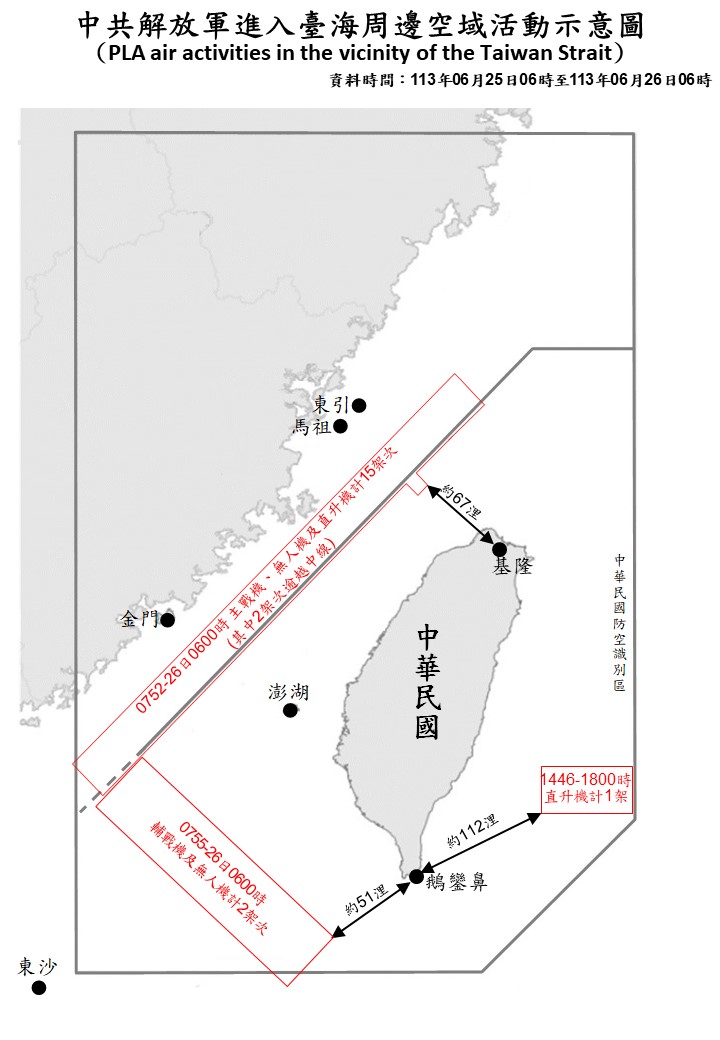 中共解放軍進入臺海周邊空域活動示意圖
（PLA air activities in the vicinity of the Taiwan Strait）
資料時間：113年06月25日06時至113年06月26日06時
東引
馬祖
0752-26日0600時 主戰機、無人機及直升機計15架次
(其中2架次逾越中線)
約67浬
基隆
中華民國防空識別區
金門
中華民國
澎湖
1446-1800時
直升機計1架
0755-26日0600時
輔戰機及無人機計2架次
約112浬
鵝鑾鼻
約51浬
東沙